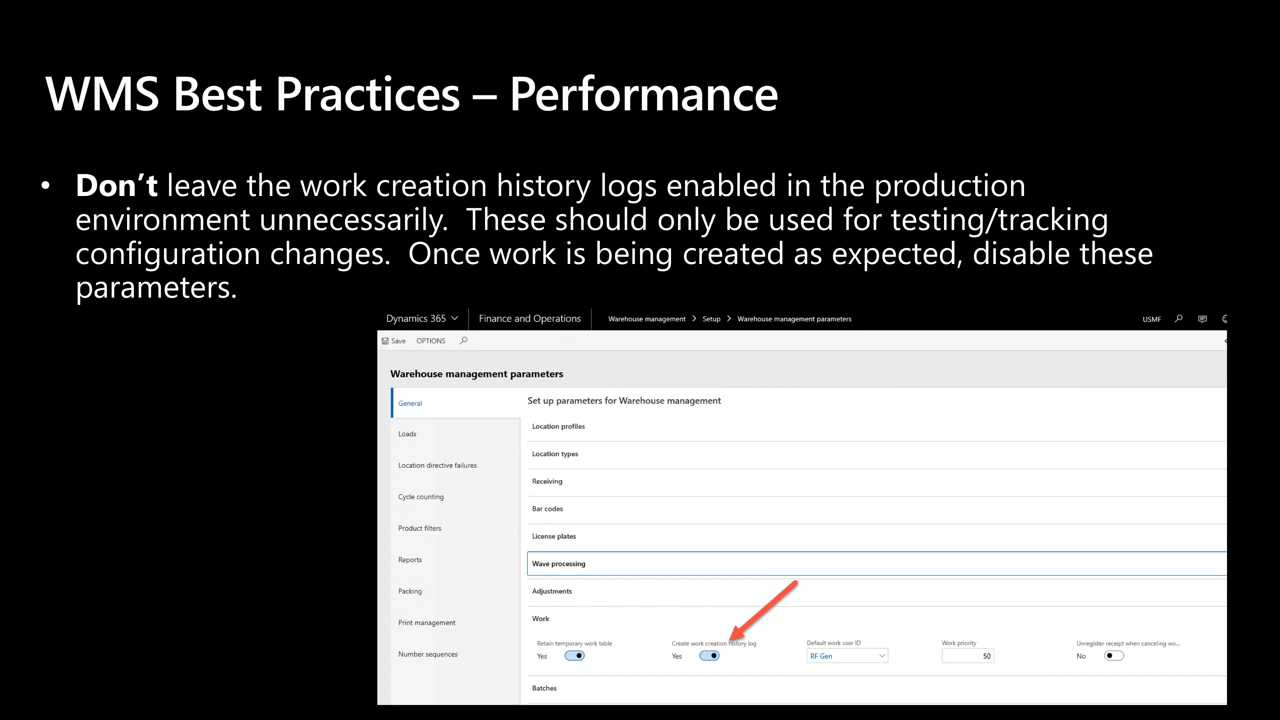 WMS Best Practices – Performance
• Don’t leave the work creation history logs enabled in the production
environment unnecessarily.  These should only be used for testing/tracking
configuration changes.  Once work is being created as expected, disable these
parameters.
Dynamics 365 Finance and Operations Warehouse management > Setup > Warehouse management parameters USMF
Save OPTIONS
Warehouse management parameters
General
Loads
Location directive failures
Cycle counting
Product filters
Reports
Packing
Print management
Number sequences
Set up parameters for Warehouse management
Location profiles
Location types
Receiving
Bar codes
License plates
Wave processing
Adjustments
Work
Retain temporary work table Create work creation history log Default work user ID Work priority Unregister receipt when canceling wo...
Yes Yes RF Gen 50 No
Batches